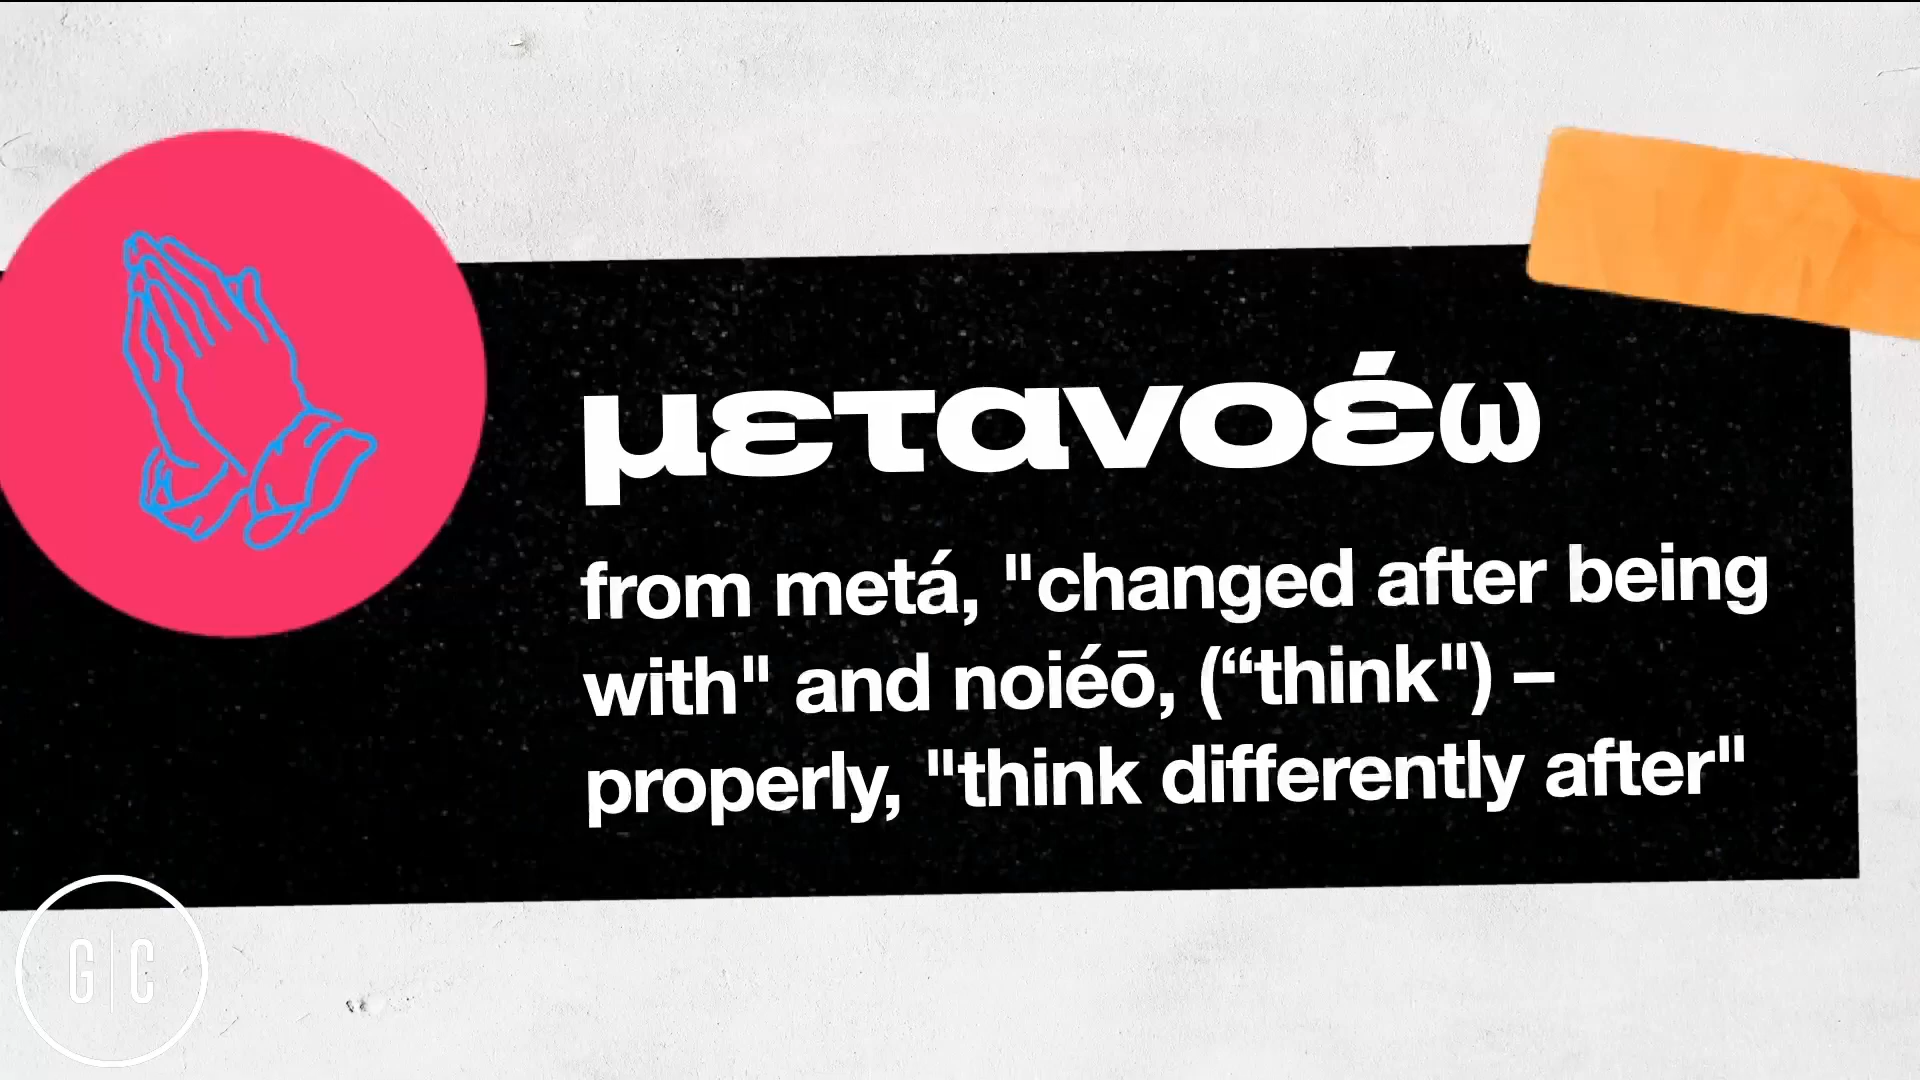 μετανοέω
from metá, "changed after being
with" and noiéō, (“think") –
properly, "think differently after"
G|C